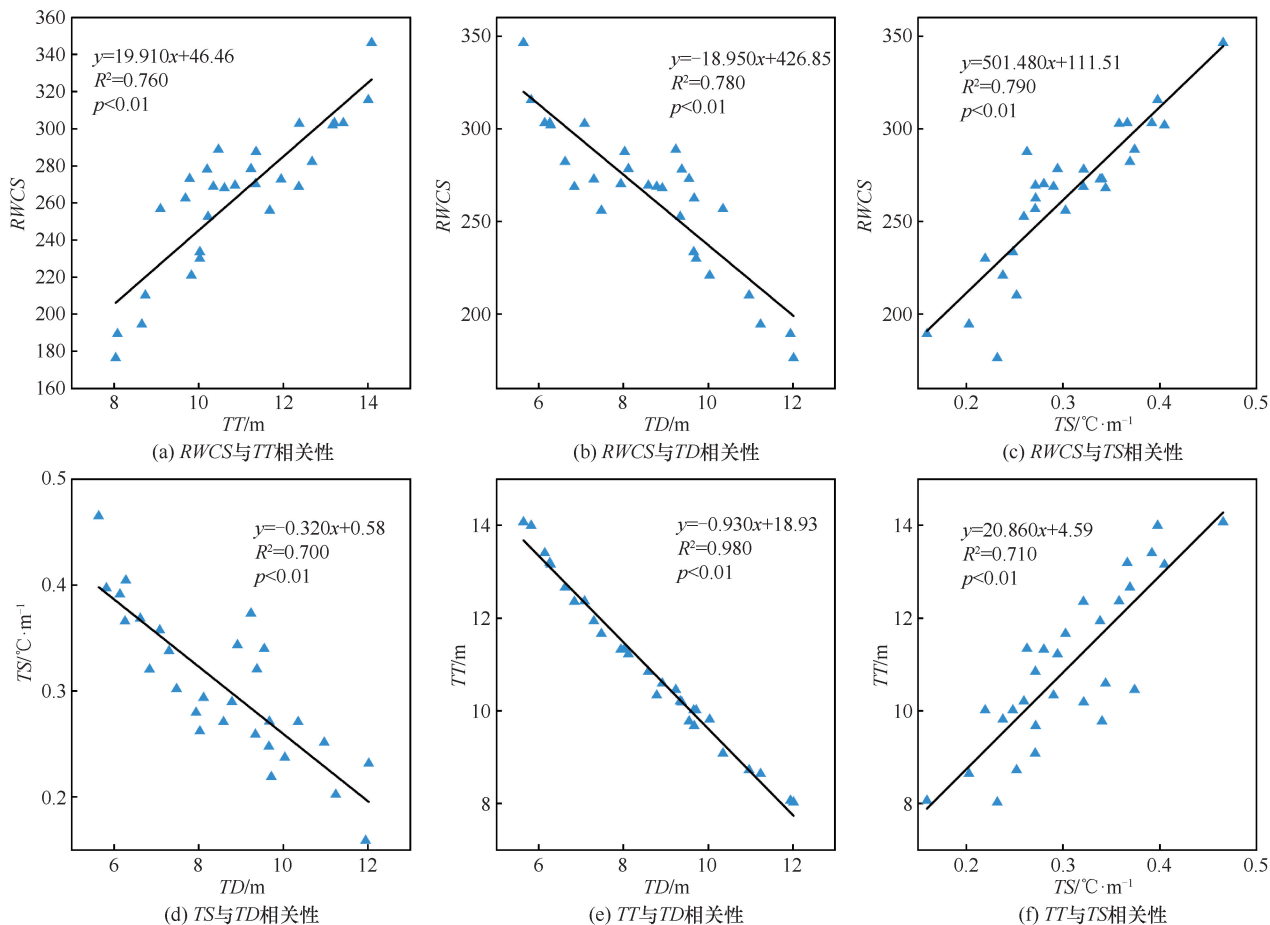 360
340
320
300
280
260
240
220
200
180
160
RWCS
y=19.910x+46.46
R²=0.760
p<0.01
8
10
12
14
TT/m
(a) RWCS与TT相关性
350
300
250
200
RWCS
y=−18.950x+426.85
R²=0.780
p<0.01
6
8
10
12
TD/m
(b) RWCS与TD相关性
350
300
250
200
RWCS
y=501.480x+111.51
R²=0.790
p<0.01
0.2
0.3
0.4
0.5
TS/℃·m⁻¹
(c) RWCS与TS相关性
0.5
0.4
0.3
0.2
TS/℃·m⁻¹
y=−0.320x+0.58
R²=0.700
p<0.01
6
8
10
12
TD/m
(d) TS与TD相关性
14
12
10
8
TT/m
y=−0.930x+18.93
R²=0.980
p<0.01
6
8
10
12
TD/m
(e) TT与TD相关性
14
12
10
8
TT/m
y=20.860x+4.59
R²=0.710
p<0.01
0.2
0.3
0.4
0.5
TS/℃·m⁻¹
(f) TT与TS相关性